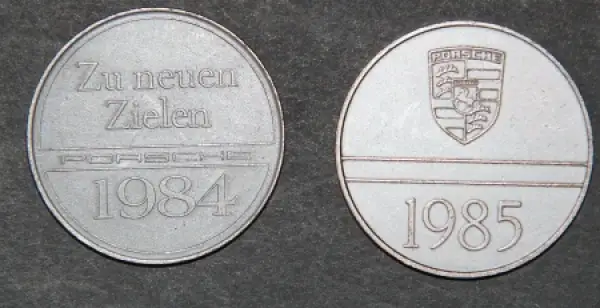 Zu neuen
Zielen
PORSCHE
1984
PORSCHE
1985